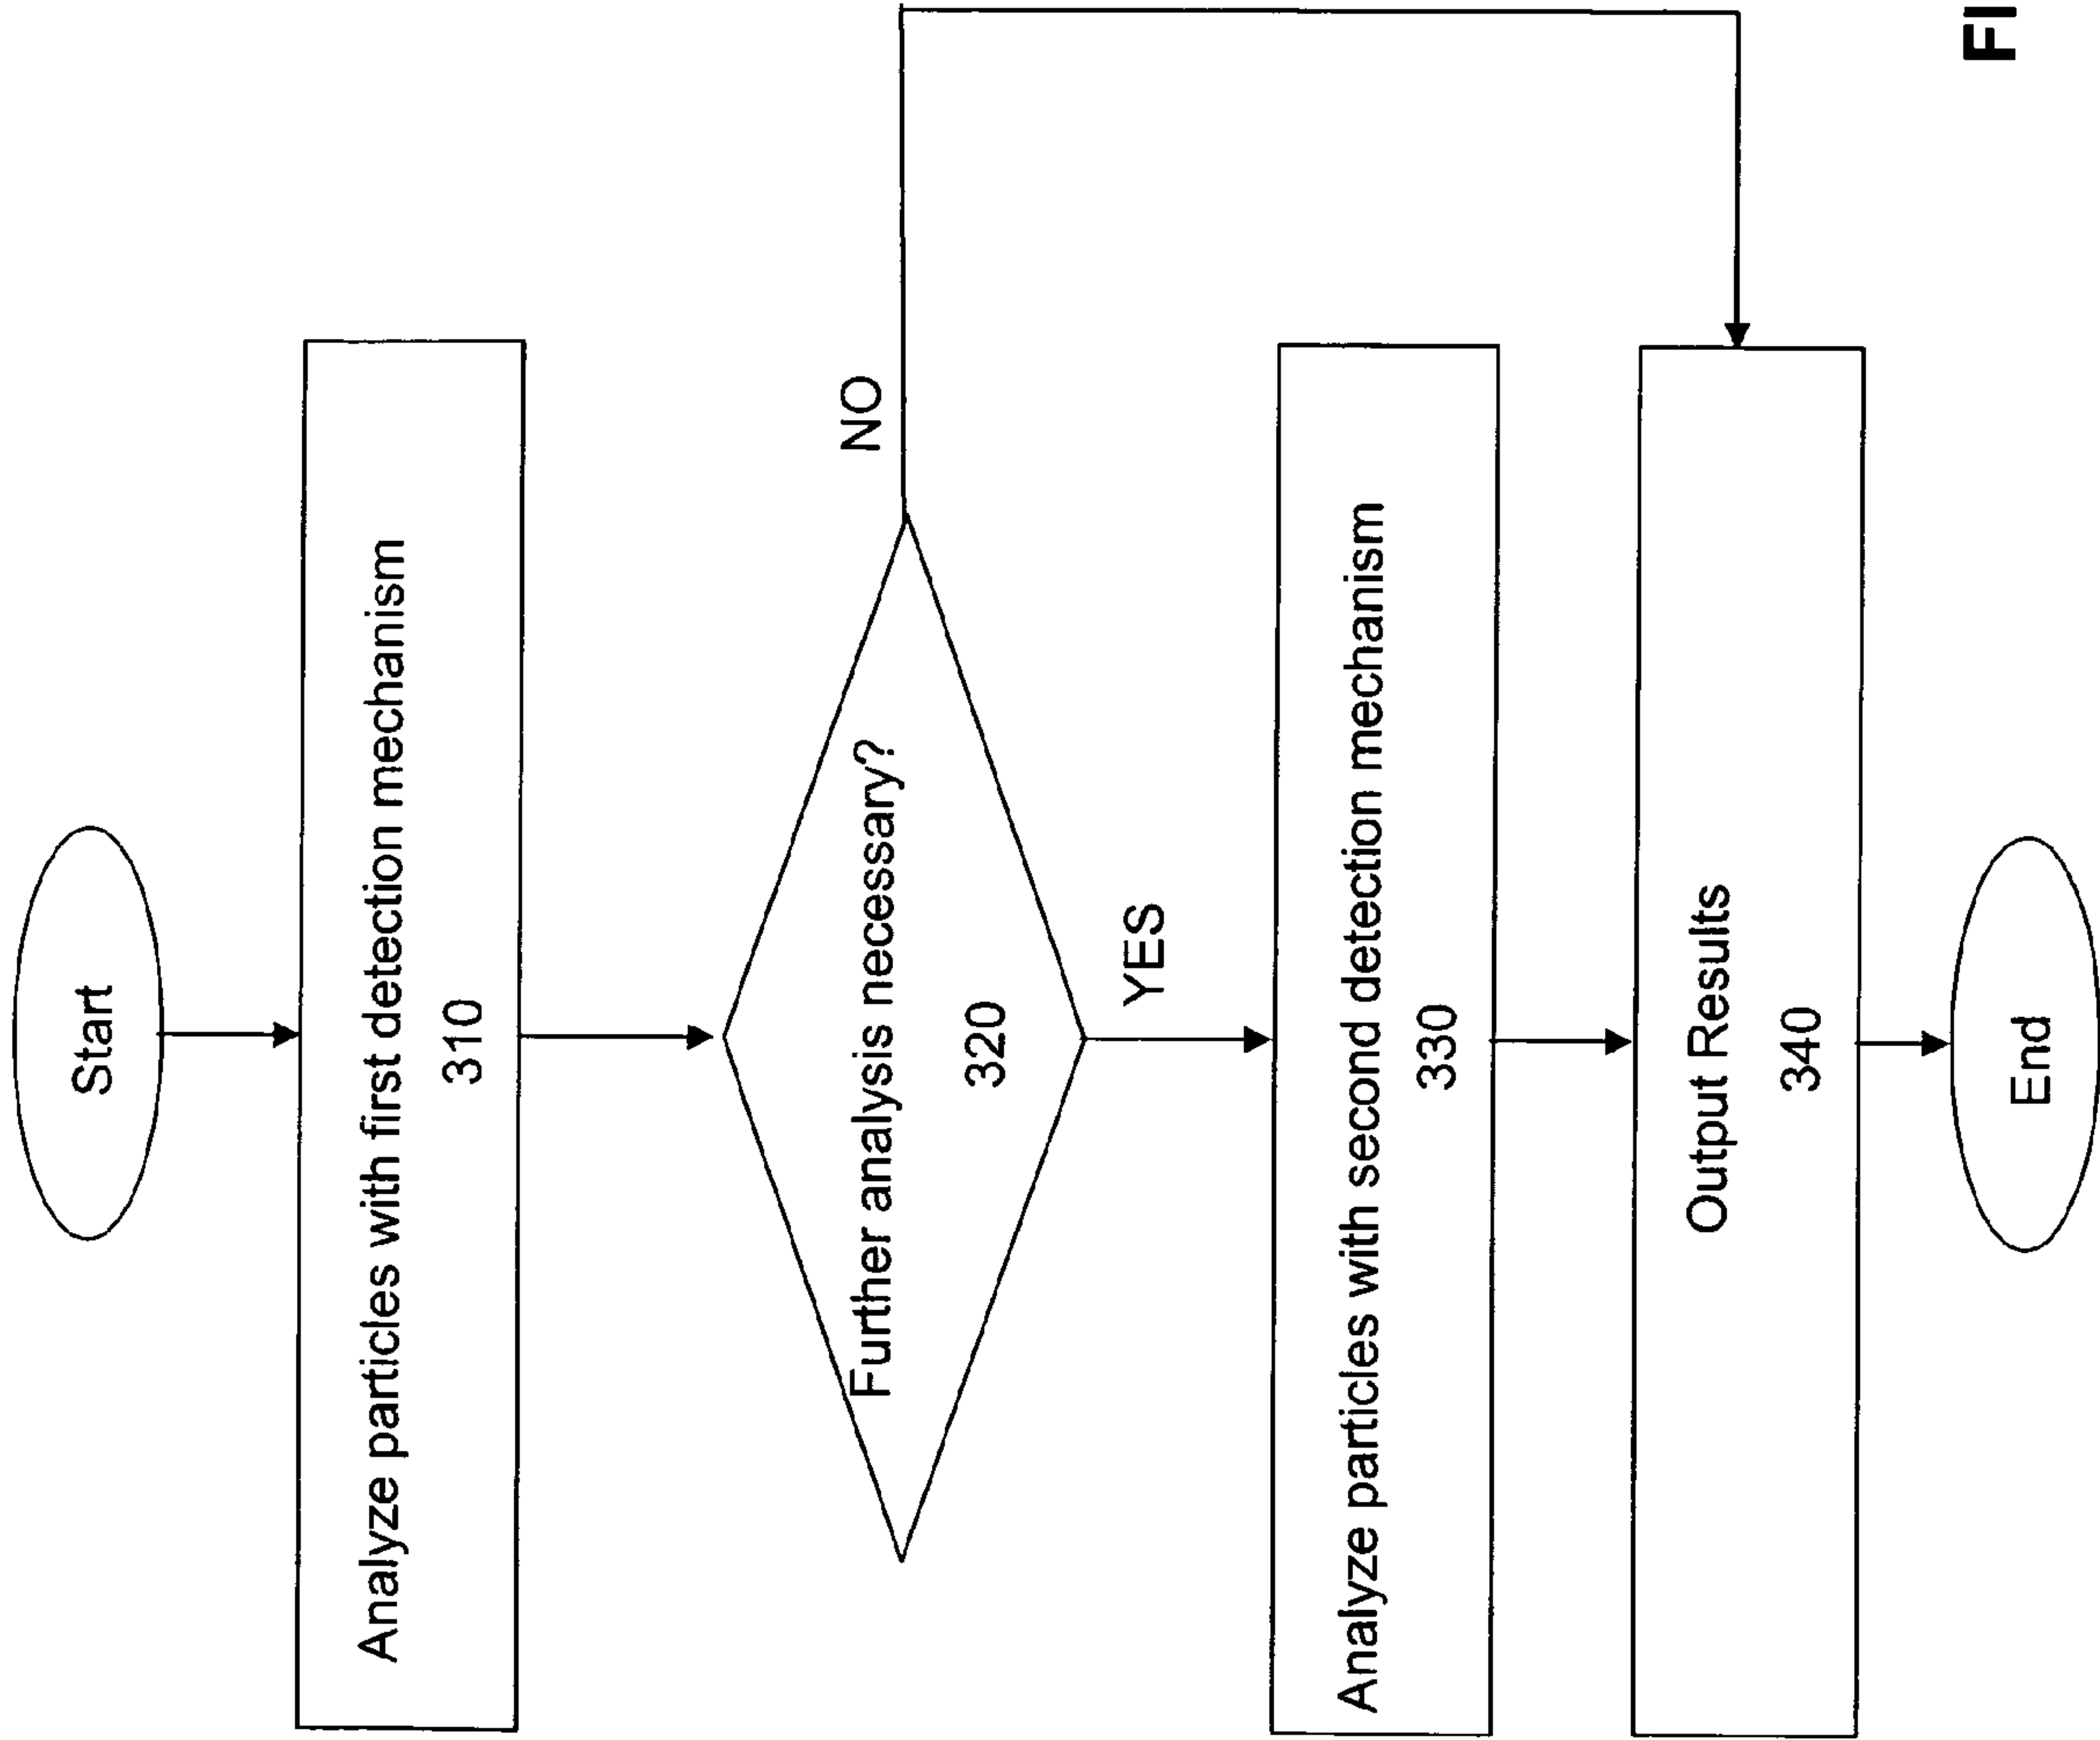 Start
Analyze particles with first detection mechanism
310
Further analysis necessary?
320
NO
YES
Analyze particles with second detection mechanism
330
Output Results
340
End
FI